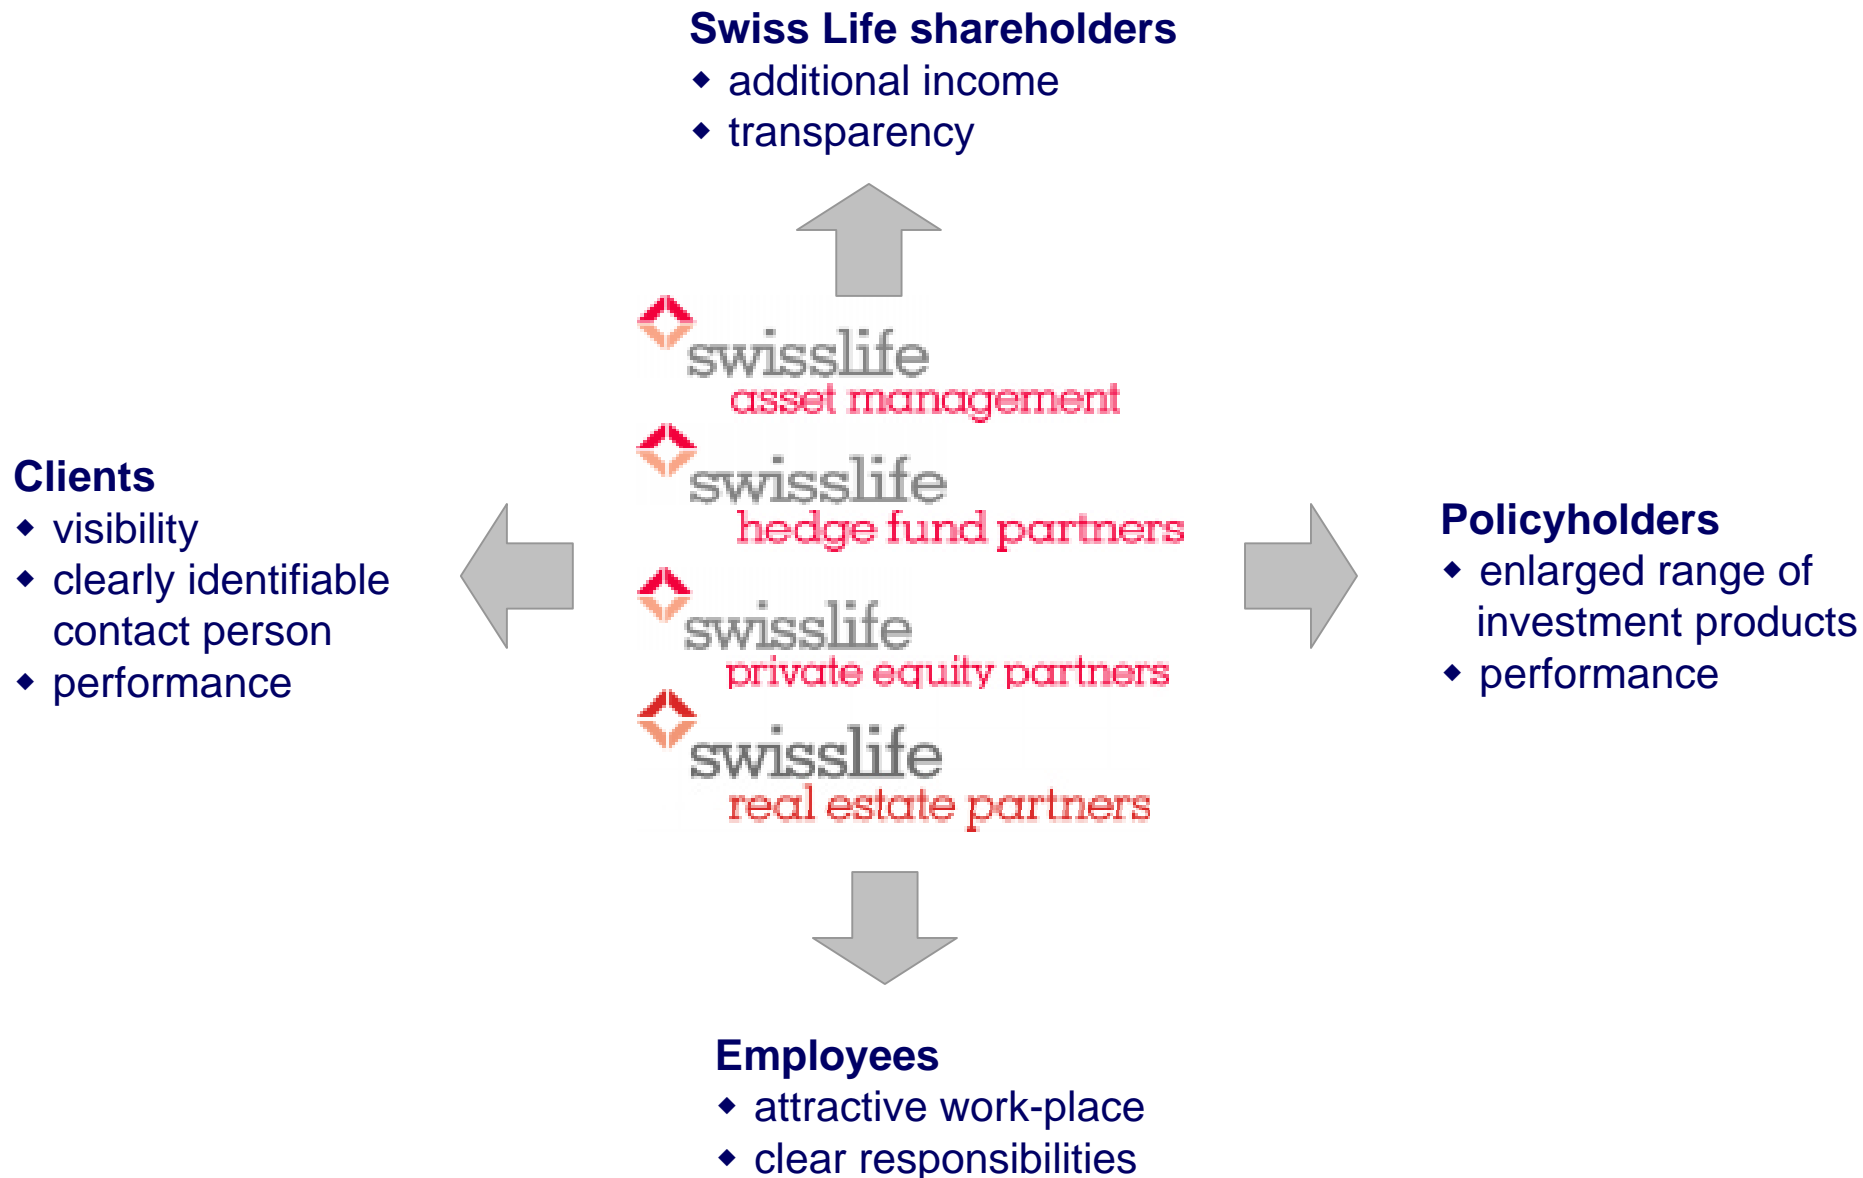 Swiss Life shareholders
◆ additional income
◆ transparency
swisslife
asset management
swisslife
hedge fund partners
swisslife
private equity partners
swisslife
real estate partners
Clients
◆ visibility
◆ clearly identifiable
contact person
◆ performance
Policyholders
◆ enlarged range of
investment products
◆ performance
Employees
◆ attractive work-place
◆ clear responsibilities